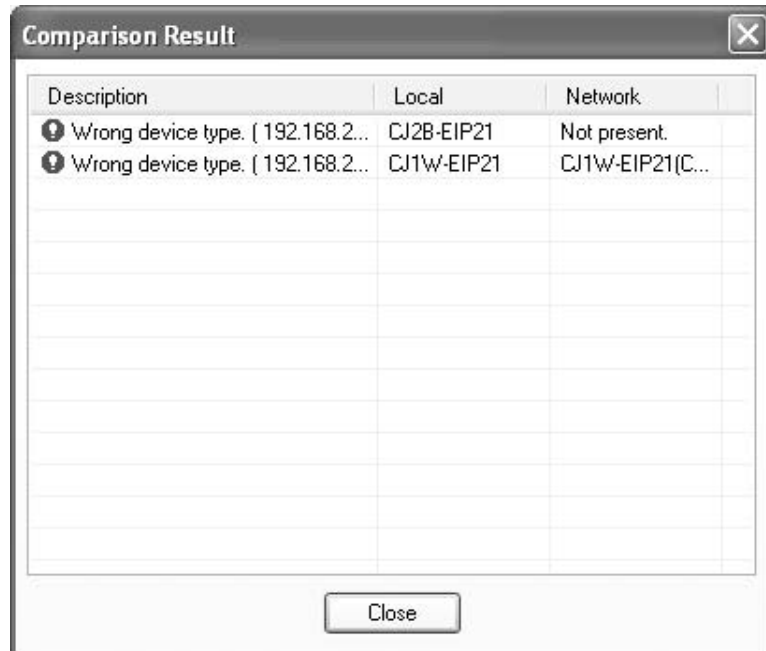 Comparison Result
Description Local Network
Wrong device type. ( 192.168.2... CJ2B-EIP21 Not present.
Wrong device type. ( 192.168.2... CJ1W-EIP21 CJ1W-EIP21(C...
Close